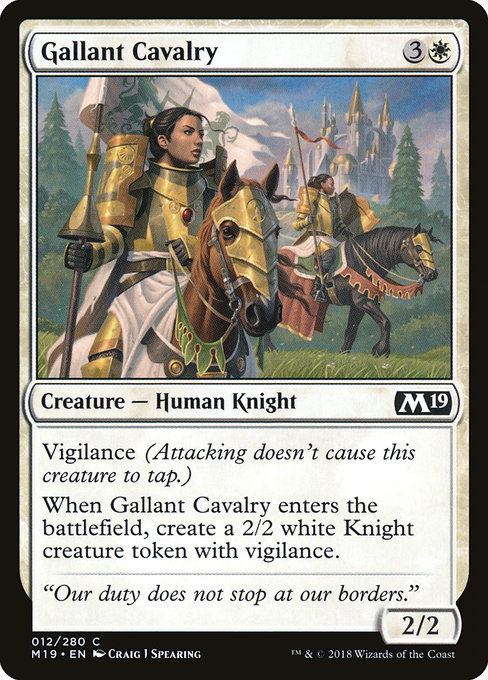 Gallant Cavalry 3
Creature — Human Knight M19
Vigilance (Attacking doesn't cause this
creature to tap.)
When Gallant Cavalry enters the
battlefield, create a 2/2 white Knight
creature token with vigilance.
"Our duty does not stop at our borders."
2/2
012/280 C
M19 • EN Craig J Spearing
™ & © 2018 Wizards of the Coast